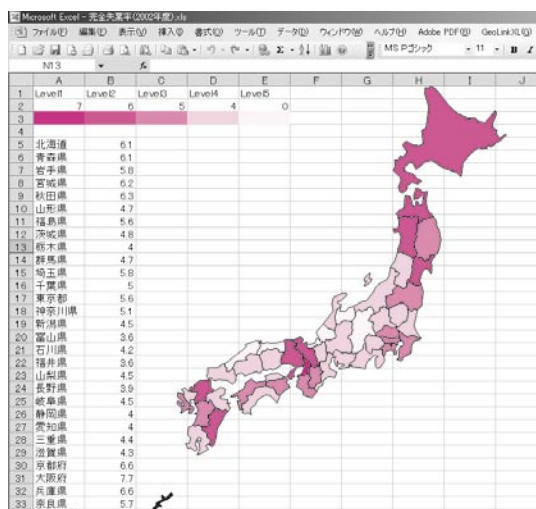 Microsoft Excel - 完全失業率(2002年度).xls
ファイル(F) 編集(E) 表示(V) 挿入(I) 書式(O) ツール(T) データ(D) ウィンドウ(W) ヘルプ(H) Adobe PDF(B) GeoLinkXL(G)
MS Pゴシック 11 B I
N13 fx
A B C D E F G H I J
1 Level1 Level2 Level3 Level4 Level5
2 7 6 5 4 0
3
4
5 北海道 6.1
6 青森県 6.1
7 岩手県 5.8
8 宮城県 6.2
9 秋田県 6.3
10 山形県 4.7
11 福島県 5.6
12 茨城県 4.8
13 栃木県 4
14 群馬県 4.7
15 埼玉県 5.8
16 千葉県 5
17 東京都 5.6
18 神奈川県 5.1
19 新潟県 4.5
20 富山県 3.6
21 石川県 4.2
22 福井県 3.6
23 山梨県 4.5
24 長野県 3.9
25 岐阜県 4.5
26 静岡県 4
27 愛知県 4
28 三重県 4.4
29 滋賀県 4.3
30 京都府 6.6
31 大阪府 7.7
32 兵庫県 6.6
33 奈良県 5.7